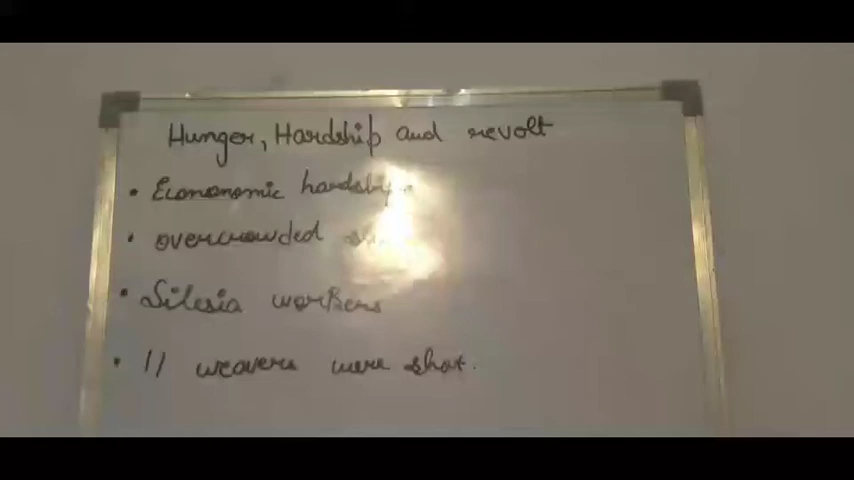 Hunger, Hardship and revolt
• Econonomic hardship
• overcrowded
• Silesia workers
• 11 weavers were shot.